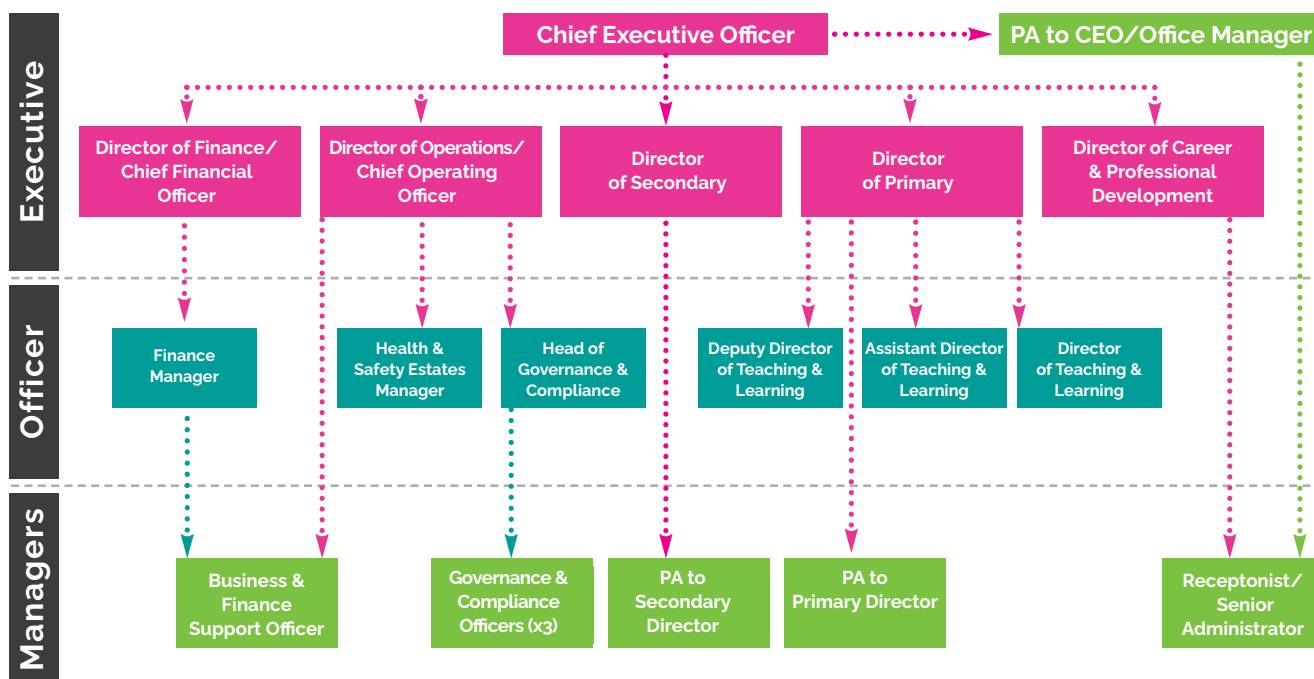 Executive
Chief Executive Officer
PA to CEO/Office Manager
Director of Finance/
Chief Financial
Officer
Director of Operations/
Chief Operating
Officer
Director
of Secondary
Director
of Primary
Director of Career
& Professional
Development
Officer
Finance
Manager
Health &
Safety Estates
Manager
Head of
Governance &
Compliance
Deputy Director
of Teaching &
Learning
Assistant Director
of Teaching &
Learning
Director
of Teaching &
Learning
Managers
Business &
Finance
Support Officer
Governance &
Compliance
Officers (x3)
PA to
Secondary
Director
PA to
Primary Director
Receptonist/
Senior
Administrator